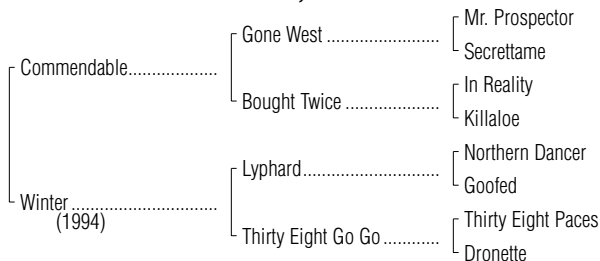 Mr. Prospector
Gone West ........................
Secrettame
Commendable...................
In Reality
Bought Twice ....................
Killaloe
Northern Dancer
Lyphard.............................
Goofed
Winter ...............................
(1994)
Thirty Eight Paces
Thirty Eight Go Go ............
Dronette